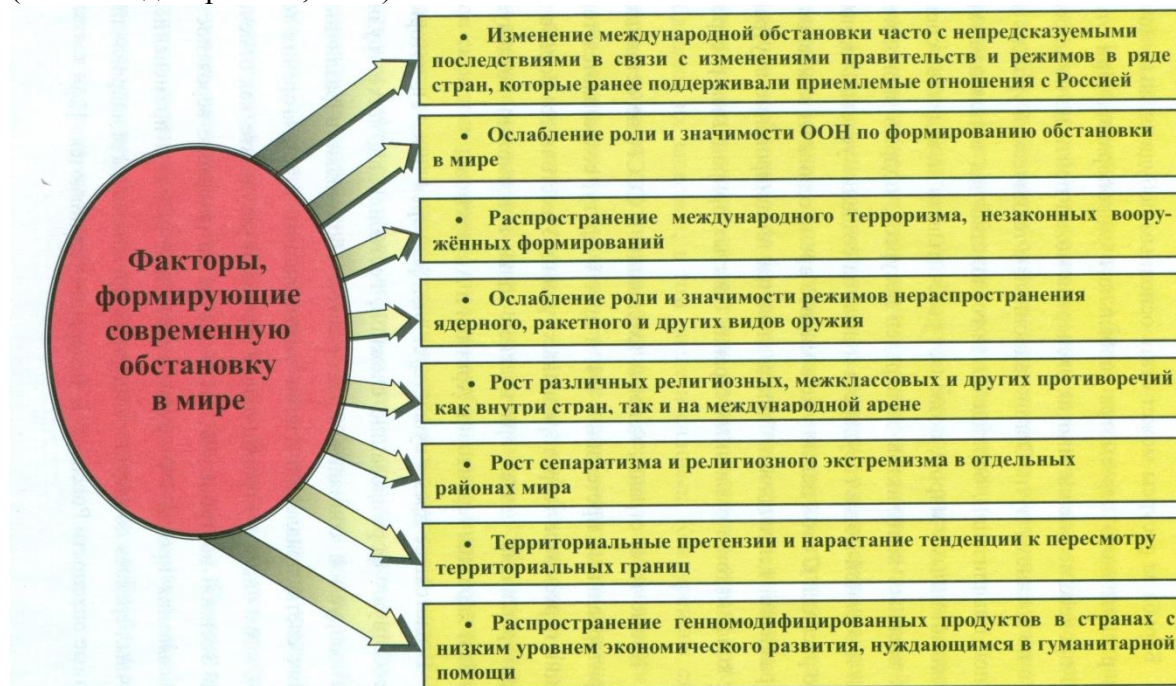 Факторы,
формирующие
современную
обстановку
в мире
• Изменение международной обстановки часто с непредсказуемыми
последствиями в связи с изменениями правительств и режимов в ряде
стран, которые ранее поддерживали приемлемые отношения с Россией
• Ослабление роли и значимости ООН по формированию обстановки
в мире
• Распространение международного терроризма, незаконных воору-
жённых формирований
• Ослабление роли и значимости режимов нераспространения
ядерного, ракетного и других видов оружия
• Рост различных религиозных, межклассовых и других противоречий
как внутри стран, так и на международной арене
• Рост сепаратизма и религиозного экстремизма в отдельных
районах мира
• Территориальные претензии и нарастание тенденции к пересмотру
территориальных границ
• Распространение генномодифицированных продуктов в странах с
низким уровнем экономического развития, нуждающимся в гуманитарной
помощи